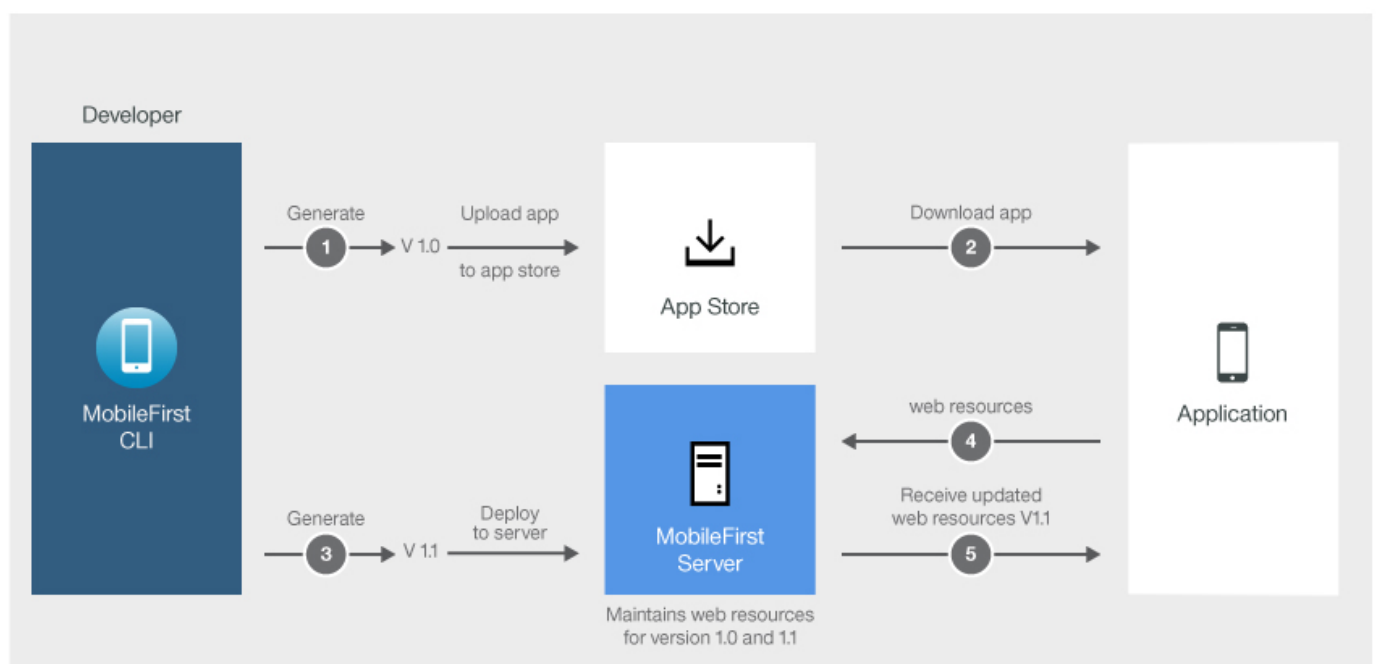 Developer
MobileFirst
CLI
Generate
1
V 1.0
Upload app
to app store
App Store
Download app
2
Application
web resources
4
Generate
3
V 1.1
Deploy
to server
MobileFirst
Server
Maintains web resources
for version 1.0 and 1.1
Receive updated
web resources V1.1
5